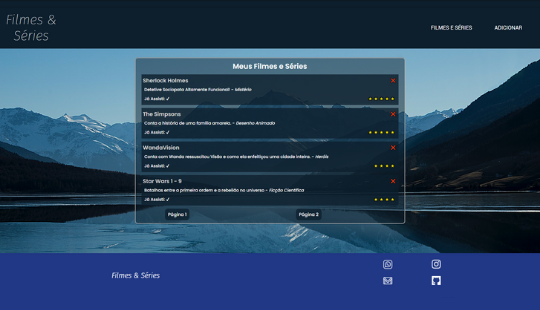 Filmes &
Séries
FILMES E SÉRIES
ADICIONAR
Meus Filmes e Séries
Sherlock Holmes
Detetive Sociopata Altamente Funcional! - Mistério
Já Assisti: ✓
The Simpsons
Conta a história de uma família amarela. - Desenho Animado
Já Assisti: ✓
WandaVision
Conta com Wanda ressuscitou Visão e como ela enfeitiçou uma cidade inteira. - Heróis
Já Assisti: ✓
Star Wars 1 - 9
Batalhas entre a primeira ordem e a rebelião no universo - Ficção Científica
Já Assisti: ✓
Página 1
Página 2
Filmes & Séries